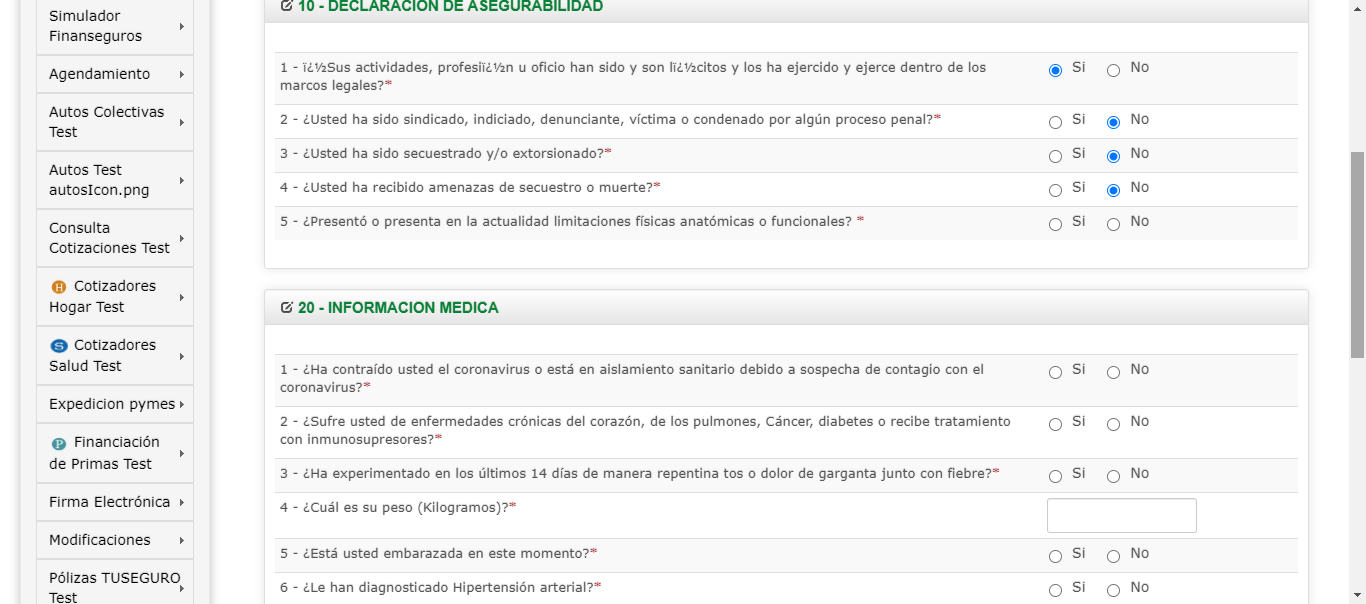 Simulador
Finanseguros
Agendamiento
Autos Colectivas
Test
Autos Test
autosIcon.png
Consulta
Cotizaciones Test
H Cotizadores
Hogar Test
S Cotizadores
Salud Test
Expedicion pymes
P Financiación
de Primas Test
Firma Electrónica
Modificaciones
Pólizas TUSEGURO
Test
10 - DECLARACION DE ASEGURABILIDAD
1 - ï¿½Sus actividades, profesiï¿½n u oficio han sido y son lï¿½citos y los ha ejercido y ejerce dentro de los
marcos legales?* Si No
2 - ¿Usted ha sido sindicado, indiciado, denunciante, víctima o condenado por algún proceso penal?* Si No
3 - ¿Usted ha sido secuestrado y/o extorsionado?* Si No
4 - ¿Usted ha recibido amenazas de secuestro o muerte?* Si No
5 - ¿Presentó o presenta en la actualidad limitaciones físicas anatómicas o funcionales? * Si No
20 - INFORMACION MEDICA
1 - ¿Ha contraído usted el coronavirus o está en aislamiento sanitario debido a sospecha de contagio con el
coronavirus?* Si No
2 - ¿Sufre usted de enfermedades crónicas del corazón, de los pulmones, Cáncer, diabetes o recibe tratamiento
con inmunosupresores?* Si No
3 - ¿Ha experimentado en los últimos 14 días de manera repentina tos o dolor de garganta junto con fiebre?* Si No
4 - ¿Cuál es su peso (Kilogramos)?*
5 - ¿Está usted embarazada en este momento?* Si No
6 - ¿Le han diagnosticado Hipertensión arterial?* Si No